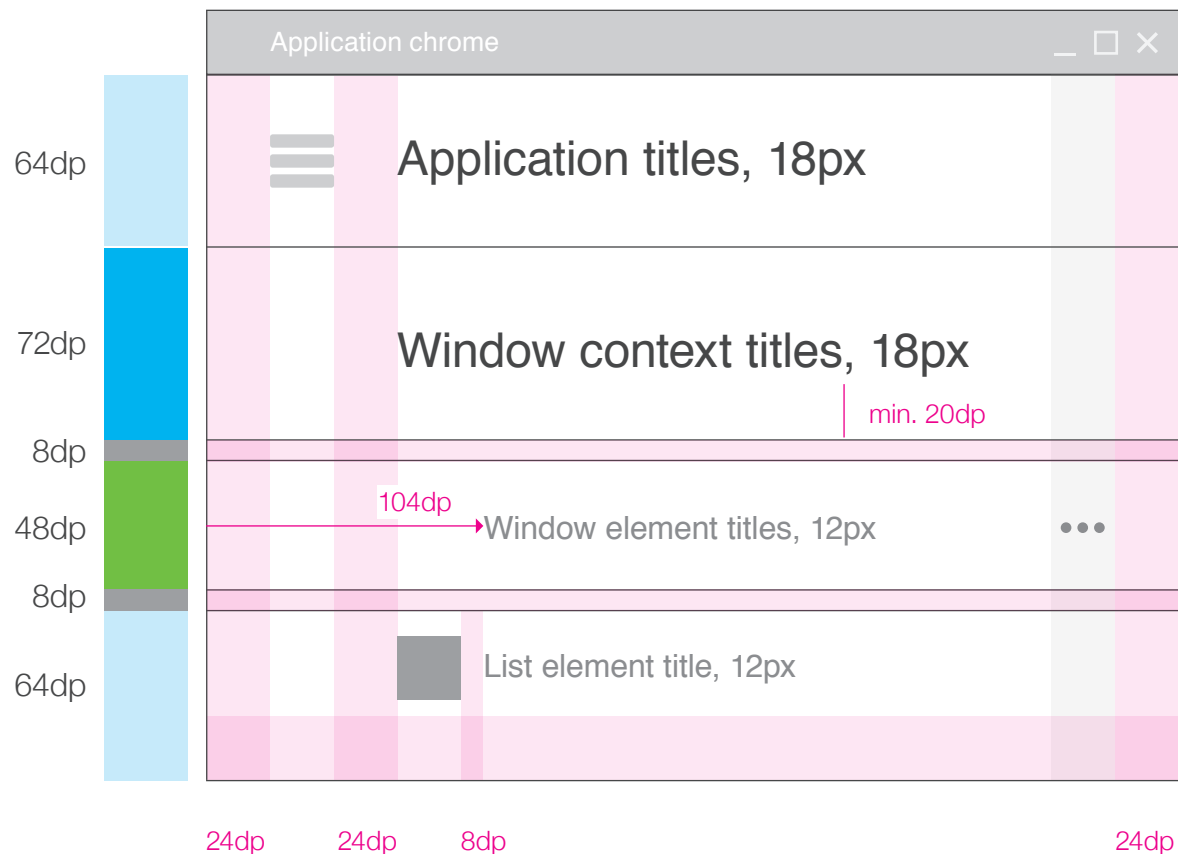 Application chrome
64dp
Application titles, 18px
72dp
Window context titles, 18px
min. 20dp
8dp
104dp
48dp
Window element titles, 12px
8dp
List element title, 12px
64dp
24dp 24dp 8dp 24dp